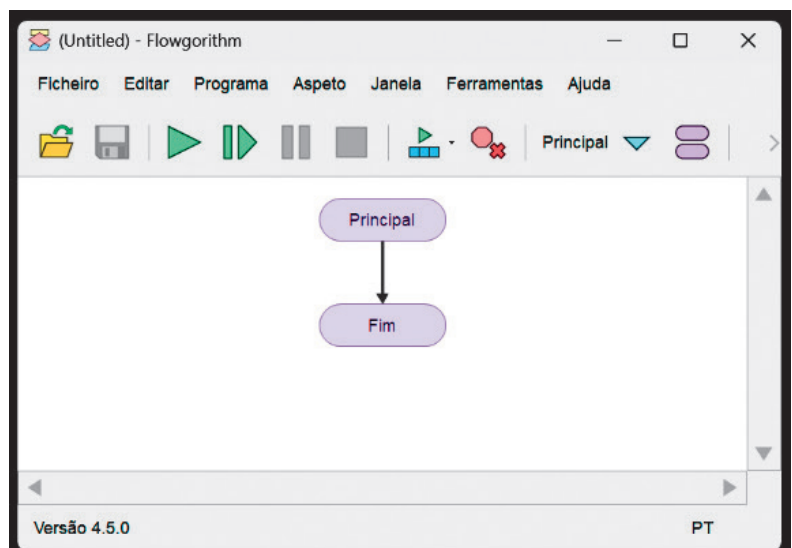 (Untitled) - Flowgorithm
Ficheiro Editar Programa Aspeto Janela Ferramentas Ajuda
Principal
Principal
Fim
Versão 4.5.0 PT